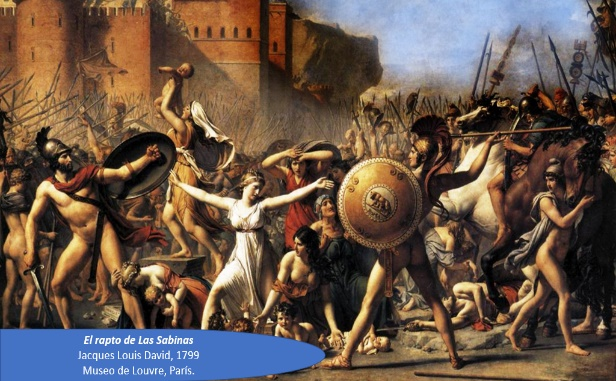 El rapto de Las Sabinas
Jacques Louis David, 1799
Museo de Louvre, París.